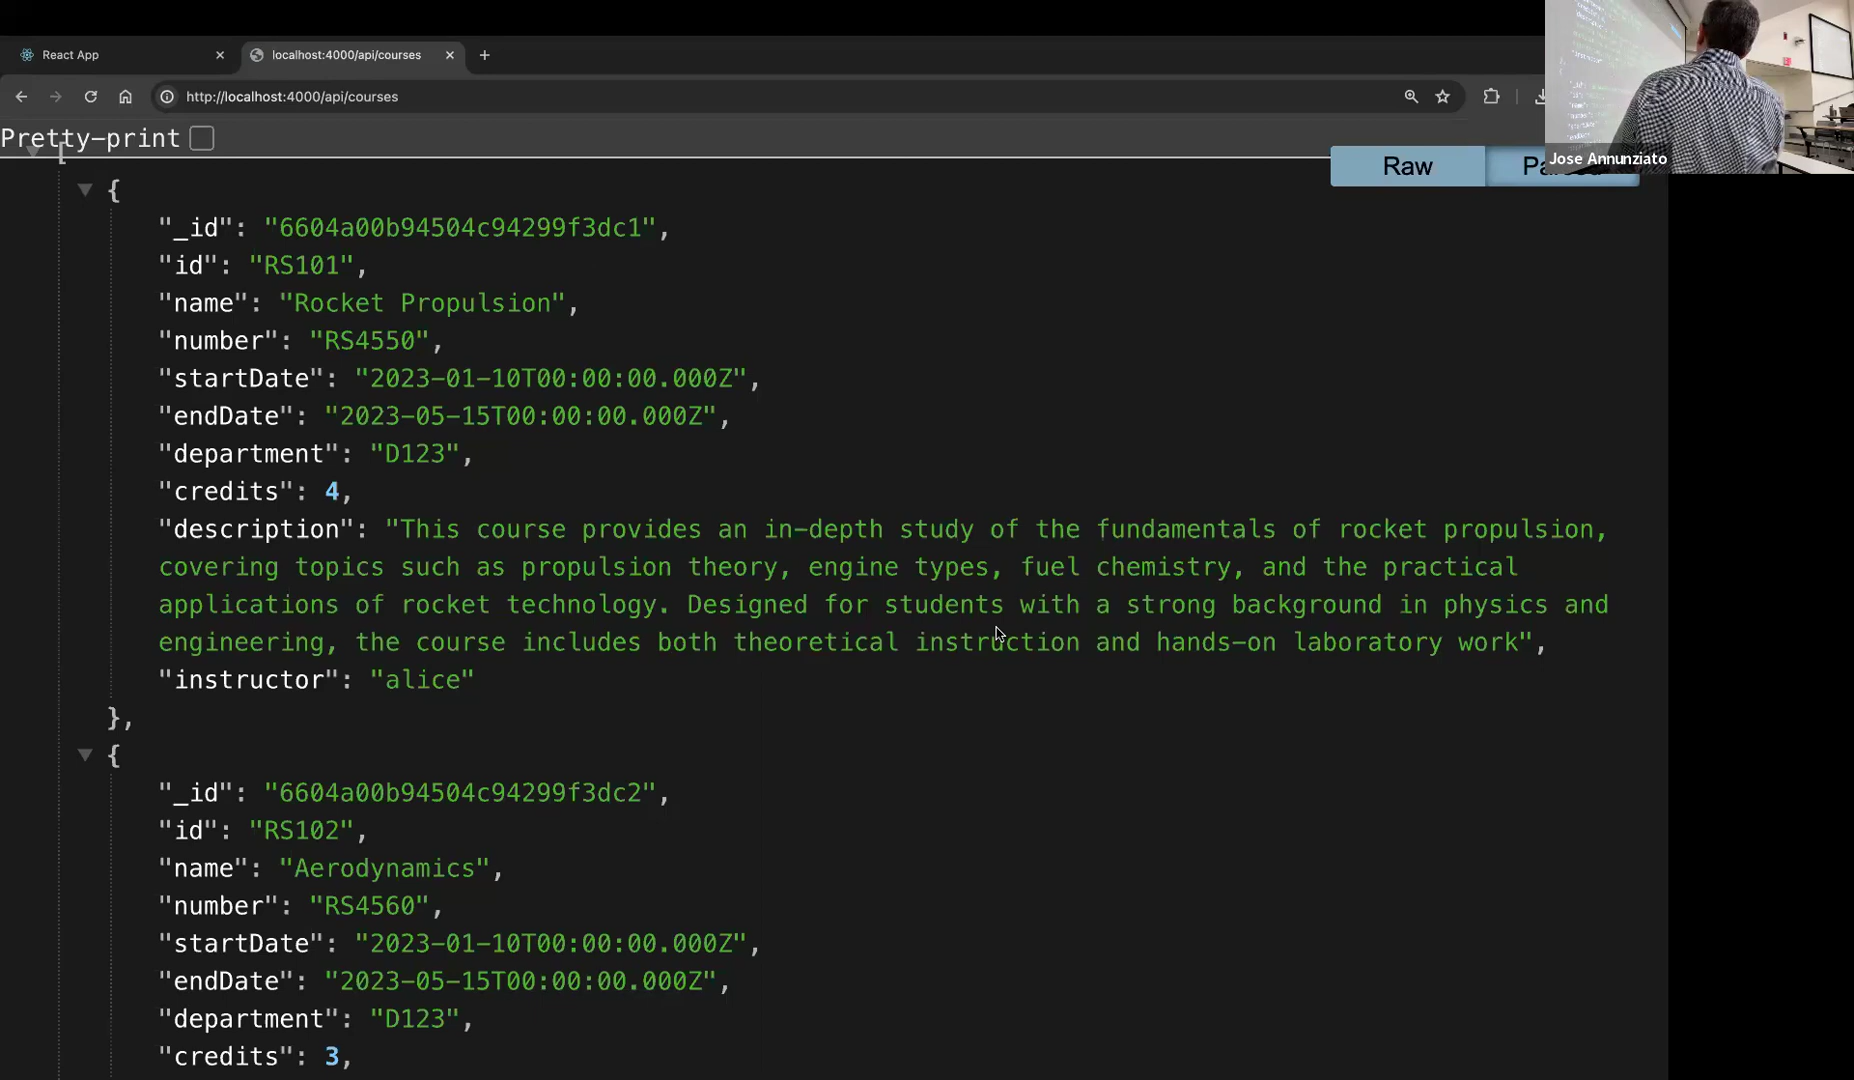 React App
localhost:4000/api/courses
http://localhost:4000/api/courses
Jose Annunziato
Pretty-print
Raw
[
{
"_id": "6604a00b94504c94299f3dc1",
"id": "RS101",
"name": "Rocket Propulsion",
"number": "RS4550",
"startDate": "2023-01-10T00:00:00.000Z",
"endDate": "2023-05-15T00:00:00.000Z",
"department": "D123",
"credits": 4,
"description": "This course provides an in-depth study of the fundamentals of rocket propulsion,
covering topics such as propulsion theory, engine types, fuel chemistry, and the practical
applications of rocket technology. Designed for students with a strong background in physics and
engineering, the course includes both theoretical instruction and hands-on laboratory work",
"instructor": "alice"
},
{
"_id": "6604a00b94504c94299f3dc2",
"id": "RS102",
"name": "Aerodynamics",
"number": "RS4560",
"startDate": "2023-01-10T00:00:00.000Z",
"endDate": "2023-05-15T00:00:00.000Z",
"department": "D123",
"credits": 3,